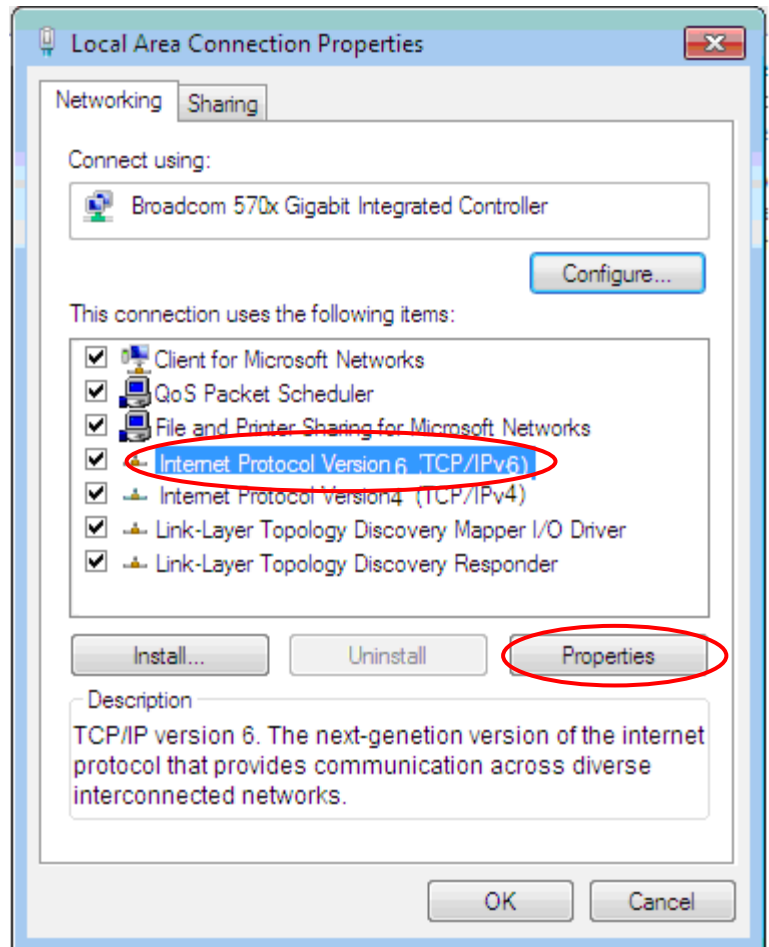 Local Area Connection Properties
Networking Sharing
Connect using:
Broadcom 570x Gigabit Integrated Controller
Configure...
This connection uses the following items:
Client for Microsoft Networks
QoS Packet Scheduler
File and Printer Sharing for Microsoft Networks
Internet Protocol Version 6 (TCP/IPv6)
Internet Protocol Version4 (TCP/IPv4)
Link-Layer Topology Discovery Mapper I/O Driver
Link-Layer Topology Discovery Responder
Install... Uninstall Properties
Description
TCP/IP version 6. The next-genetion version of the internet
protocol that provides communication across diverse
interconnected networks.
OK Cancel